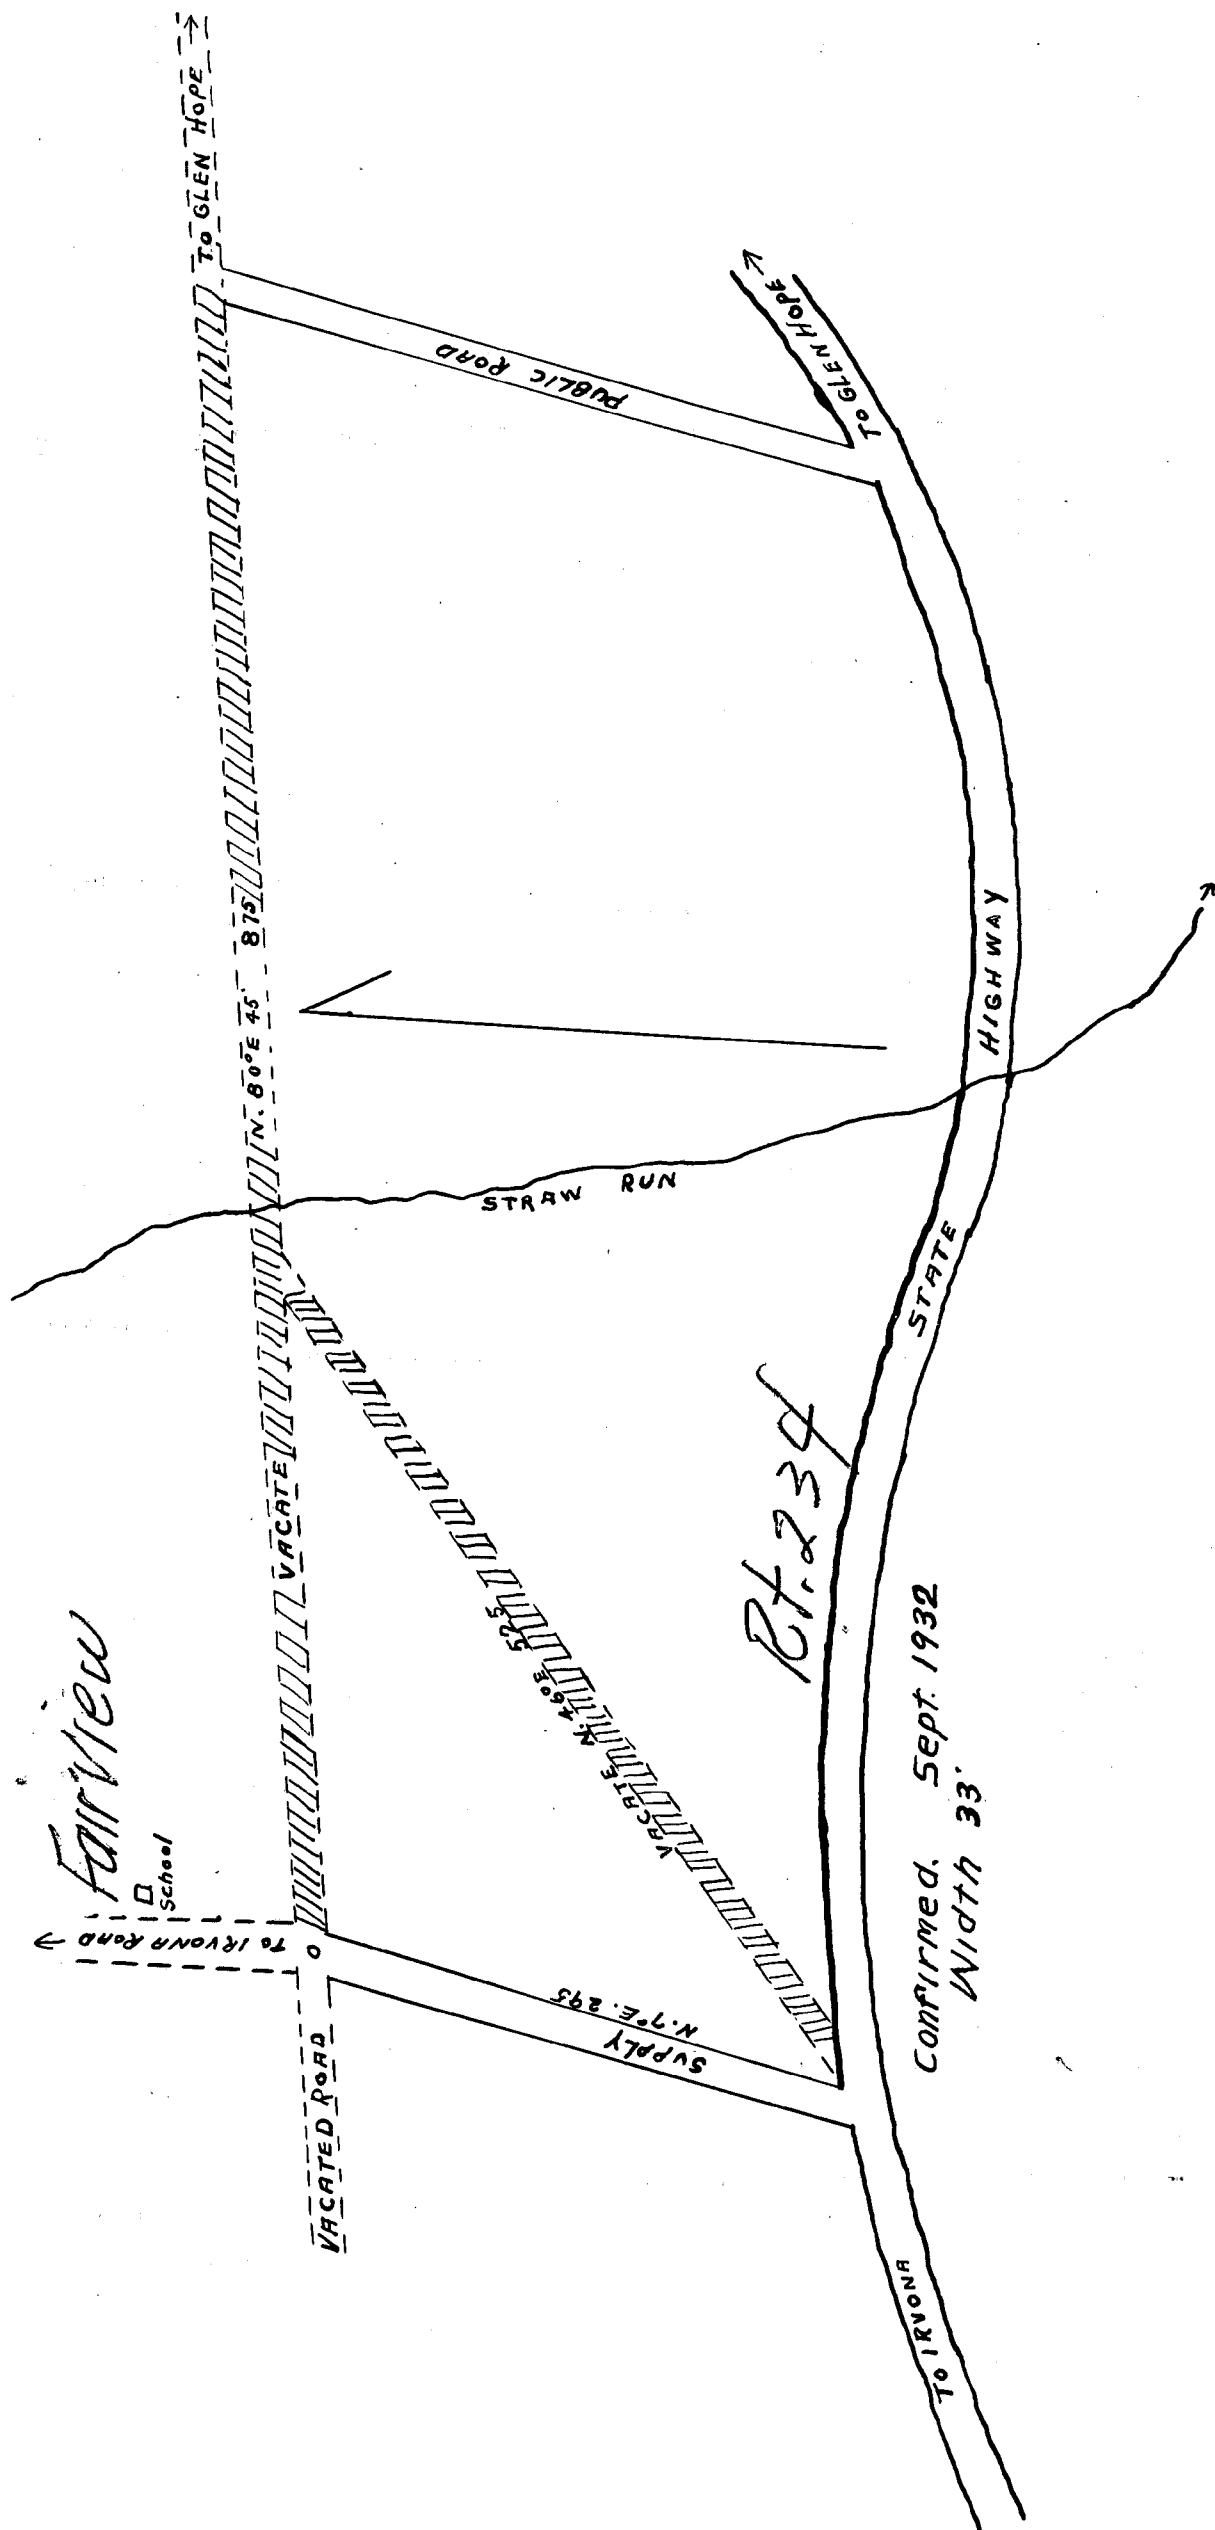 Fairview
School
TO IRVONA ROAD
O
VACATED ROAD
VACATE
N. 80° E 45' 875
TO GLEN HOPE
PUBLIC ROAD
STRAW RUN
VACATE N. 46° E. 525
SUPPLY
N. 7° E. 295
Rt. 234
STATE HIGHWAY
TO GLEN HOPE
TO IRVONA
Confirmed. Sept. 1932
Width 33'